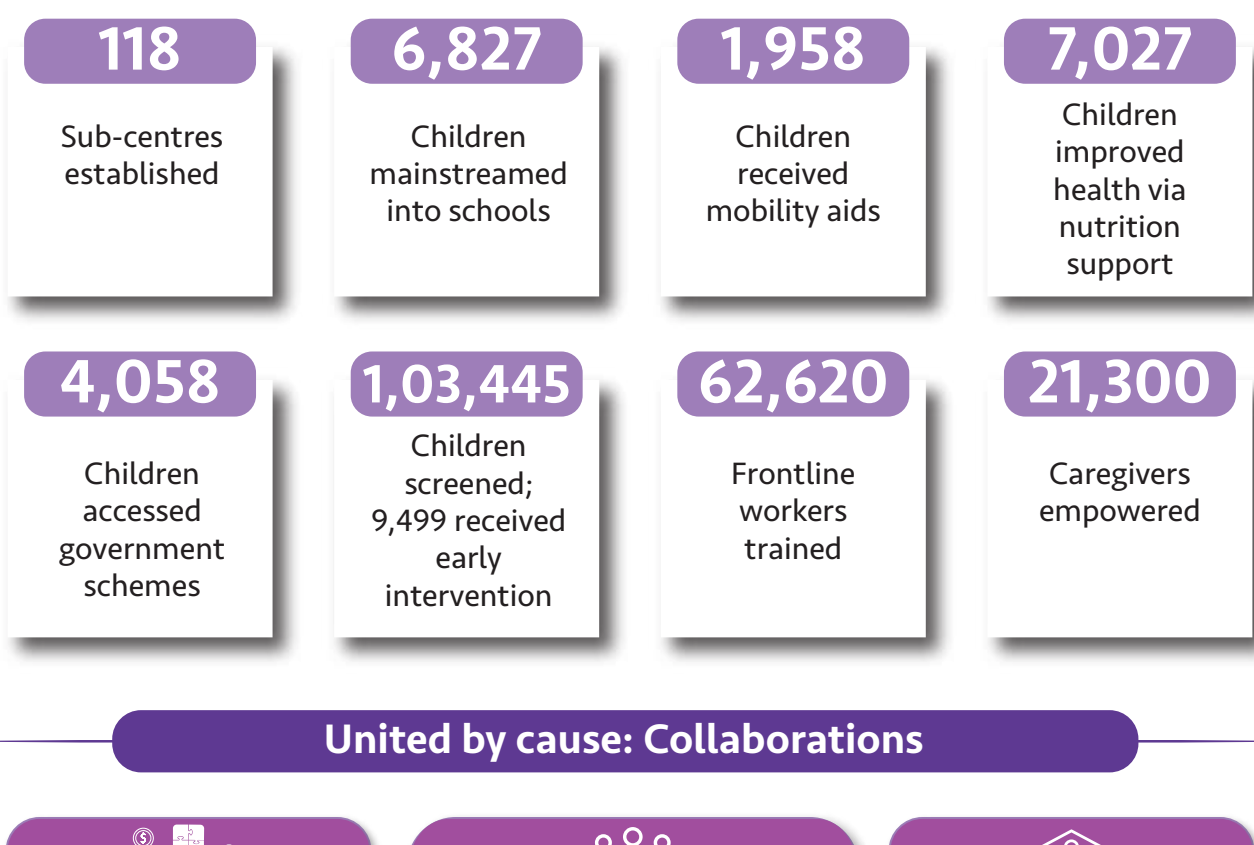 118
Sub-centres
established
6,827
Children
mainstreamed
into schools
1,958
Children
received
mobility aids
7,027
Children
improved
health via
nutrition
support
4,058
Children
accessed
government
schemes
1,03,445
Children
screened;
9,499 received
early
intervention
62,620
Frontline
workers
trained
21,300
Caregivers
empowered
United by cause: Collaborations